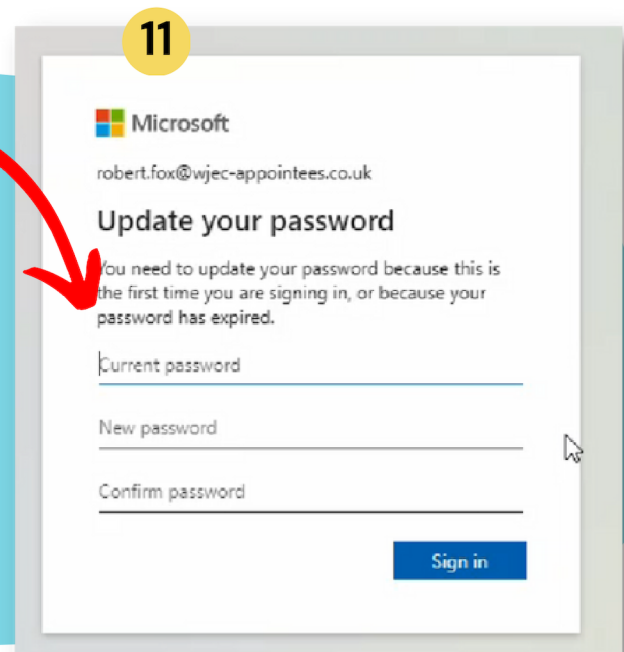 11
Microsoft
robert.fox@wjec-appointees.co.uk
Update your password
You need to update your password because this is
the first time you are signing in, or because your
password has expired.
Current password
New password
Confirm password
Sign in